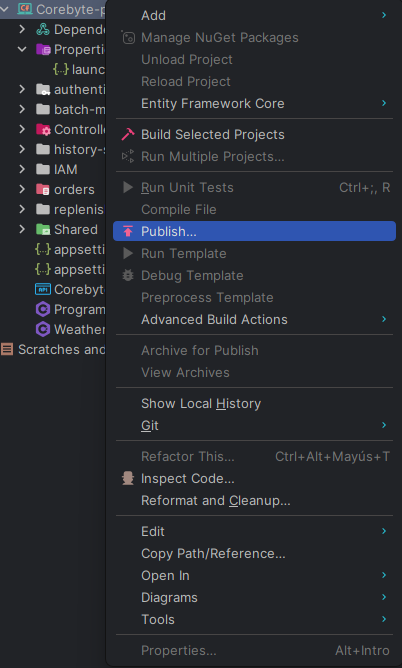 Corebyte-p
Depende
Properti
launc
authenti
batch-m
Controlle
history-s
IAM
orders
replenis
Shared
appsetti
appsetti
Corebyte
Program
Weather
Scratches and
Add
Manage NuGet Packages
Unload Project
Reload Project
Entity Framework Core
Build Selected Projects
Run Multiple Projects...
Run Unit Tests Ctrl+;, R
Compile File
Publish...
Run Template
Debug Template
Preprocess Template
Advanced Build Actions
Archive for Publish
View Archives
Show Local History
Git
Refactor This... Ctrl+Alt+Mayús+T
Inspect Code...
Reformat and Cleanup...
Edit
Copy Path/Reference...
Open In
Diagrams
Tools
Properties... Alt+Intro